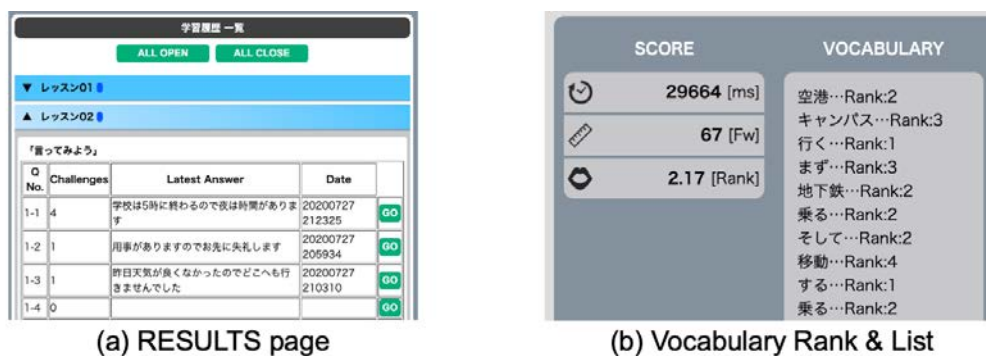 学習履歴 一覧
ALL OPEN ALL CLOSE
▼ レッスン01
▲ レッスン02
「言ってみよう」
Q No. Challenges Latest Answer Date
1-1 4 学校は5時に終わるので夜は時間があります 20200727 212325 GO
1-2 1 用事がありますのでお先に失礼します 20200727 205934 GO
1-3 1 昨日天気が良くなかったのでどこへも行きませんでした 20200727 210310 GO
1-4 0 GO
(a) RESULTS page
SCORE
29664 [ms]
67 [Fw]
2.17 [Rank]
VOCABULARY
空港…Rank:2
キャンパス…Rank:3
行く…Rank:1
まず…Rank:3
地下鉄…Rank:2
乗る…Rank:2
そして…Rank:2
移動…Rank:4
する…Rank:1
乗る…Rank:2
(b) Vocabulary Rank & List